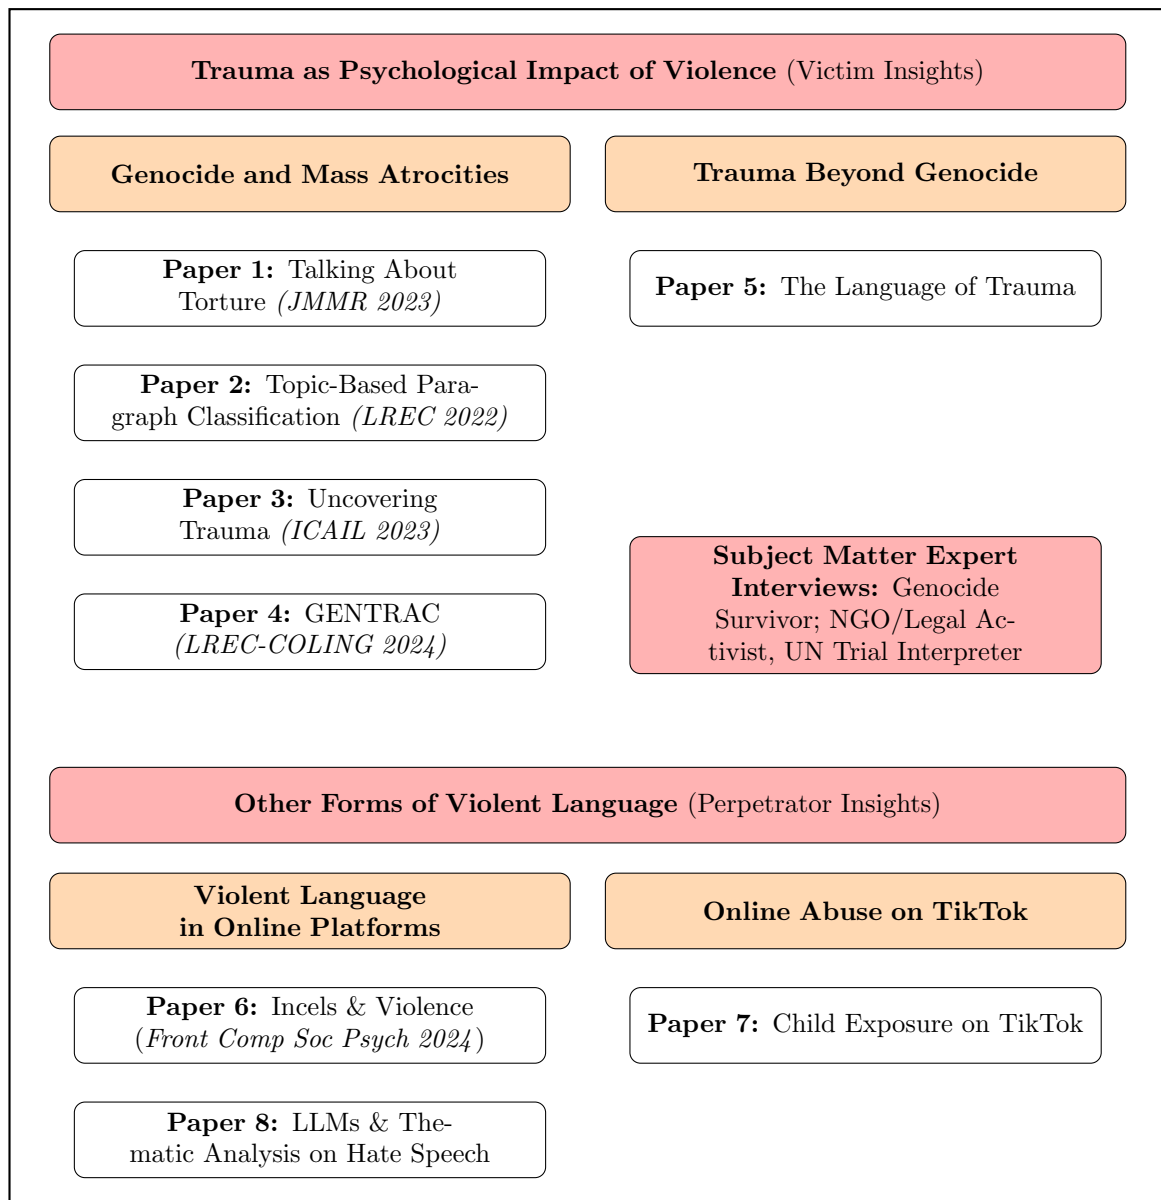 Trauma as Psychological Impact of Violence (Victim Insights)
Genocide and Mass Atrocities
Trauma Beyond Genocide
Paper 1: Talking About
Torture (JMMR 2023)
Paper 5: The Language of Trauma
Paper 2: Topic-Based Para-
graph Classification (LREC 2022)
Paper 3: Uncovering
Trauma (ICAIL 2023)
Paper 4: GENTRAC
(LREC-COLING 2024)
Subject Matter Expert
Interviews: Genocide
Survivor; NGO/Legal Ac-
tivist, UN Trial Interpreter
Other Forms of Violent Language (Perpetrator Insights)
Violent Language
in Online Platforms
Online Abuse on TikTok
Paper 6: Incels & Violence
(Front Comp Soc Psych 2024)
Paper 7: Child Exposure on TikTok
Paper 8: LLMs & The-
matic Analysis on Hate Speech